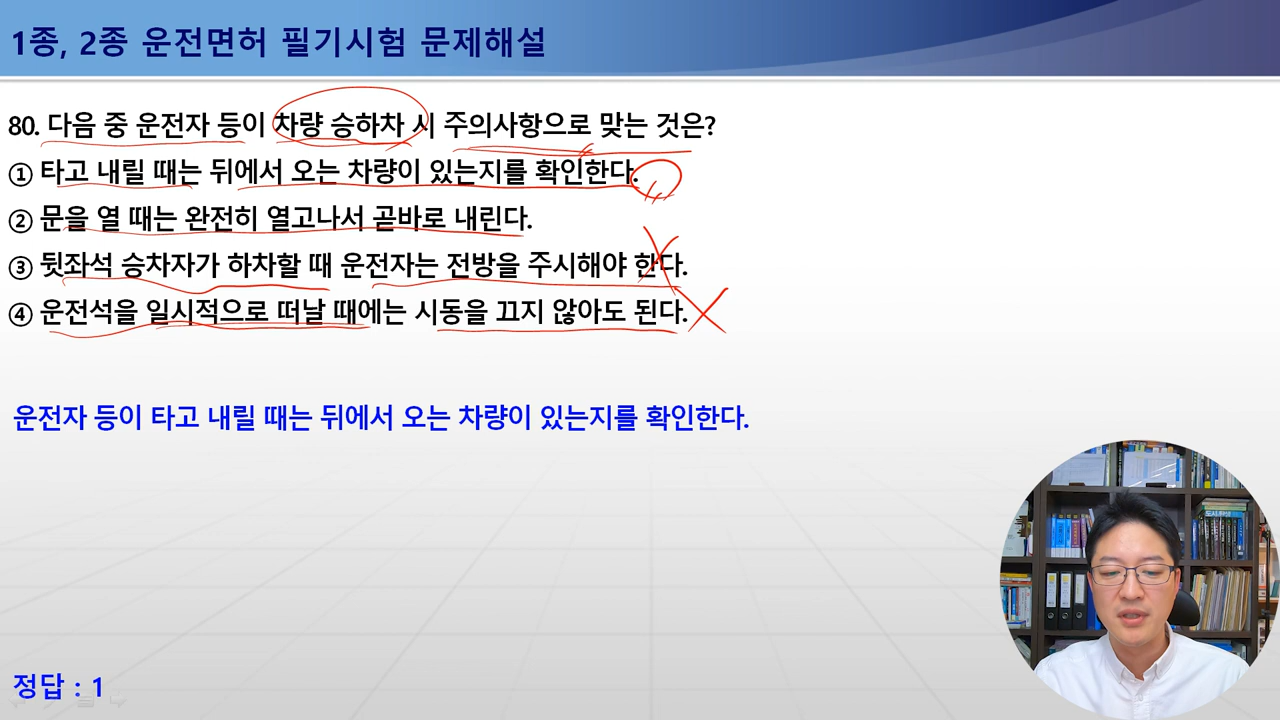 1종, 2종 운전면허 필기시험 문제해설
80. 다음 중 운전자 등이 차량 승하차 시 주의사항으로 맞는 것은?
① 타고 내릴 때는 뒤에서 오는 차량이 있는지를 확인한다.
② 문을 열 때는 완전히 열고나서 곧바로 내린다.
③ 뒷좌석 승차자가 하차할 때 운전자는 전방을 주시해야 한다.
④ 운전석을 일시적으로 떠날 때에는 시동을 끄지 않아도 된다.
운전자 등이 타고 내릴 때는 뒤에서 오는 차량이 있는지를 확인한다.
정답 : 1